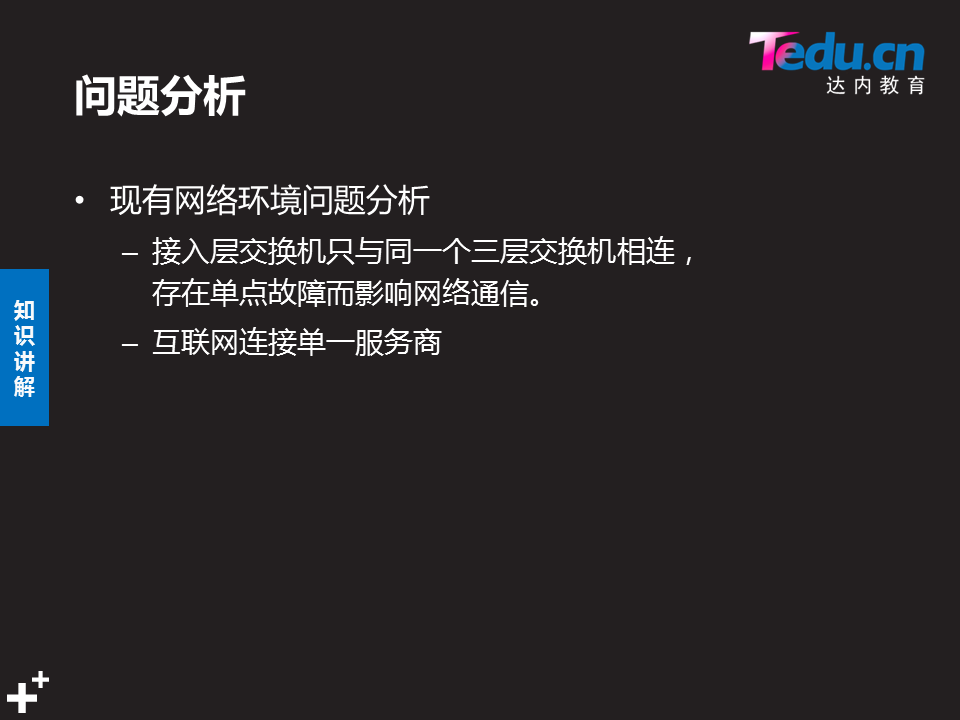 Tedu.cn
达内教育
问题分析
• 现有网络环境问题分析
– 接入层交换机只与同一个三层交换机相连，
存在单点故障而影响网络通信。
– 互联网连接单一服务商
知
识
讲
解